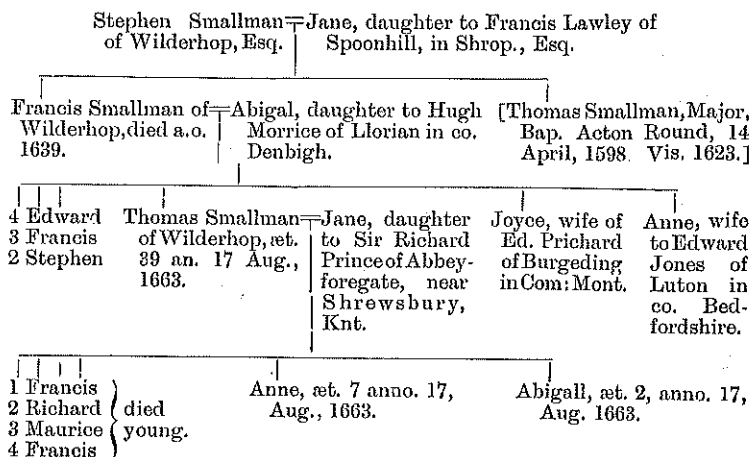 Stephen Smallman
of Wilderhop, Esq.
Jane, daughter to Francis Lawley of
Spoonhill, in Shrop., Esq.
Francis Smallman of
Wilderhop, died a.o.
1639.
Abigal, daughter to Hugh
Morrice of Llorian in co.
Denbigh.
[Thomas Smallman, Major,
Bap. Acton Round, 14
April, 1598. Vis. 1623.]
4 Edward
3 Francis
2 Stephen
Thomas Smallman
of Wilderhop, æt.
39 an. 17 Aug.,
1663.
Jane, daughter
to Sir Richard
Prince of Abbey-
foregate, near
Shrewsbury,
Knt.
Joyce, wife of
Ed. Prichard
of Burgeding
in Com: Mont.
Anne, wife
to Edward
Jones of
Luton in
co. Bed-
fordshire.
1 Francis
2 Richard
3 Maurice
4 Francis
died
young.
Anne, æt. 7 anno. 17,
Aug., 1663.
Abigall, æt. 2, anno. 17,
Aug. 1663.